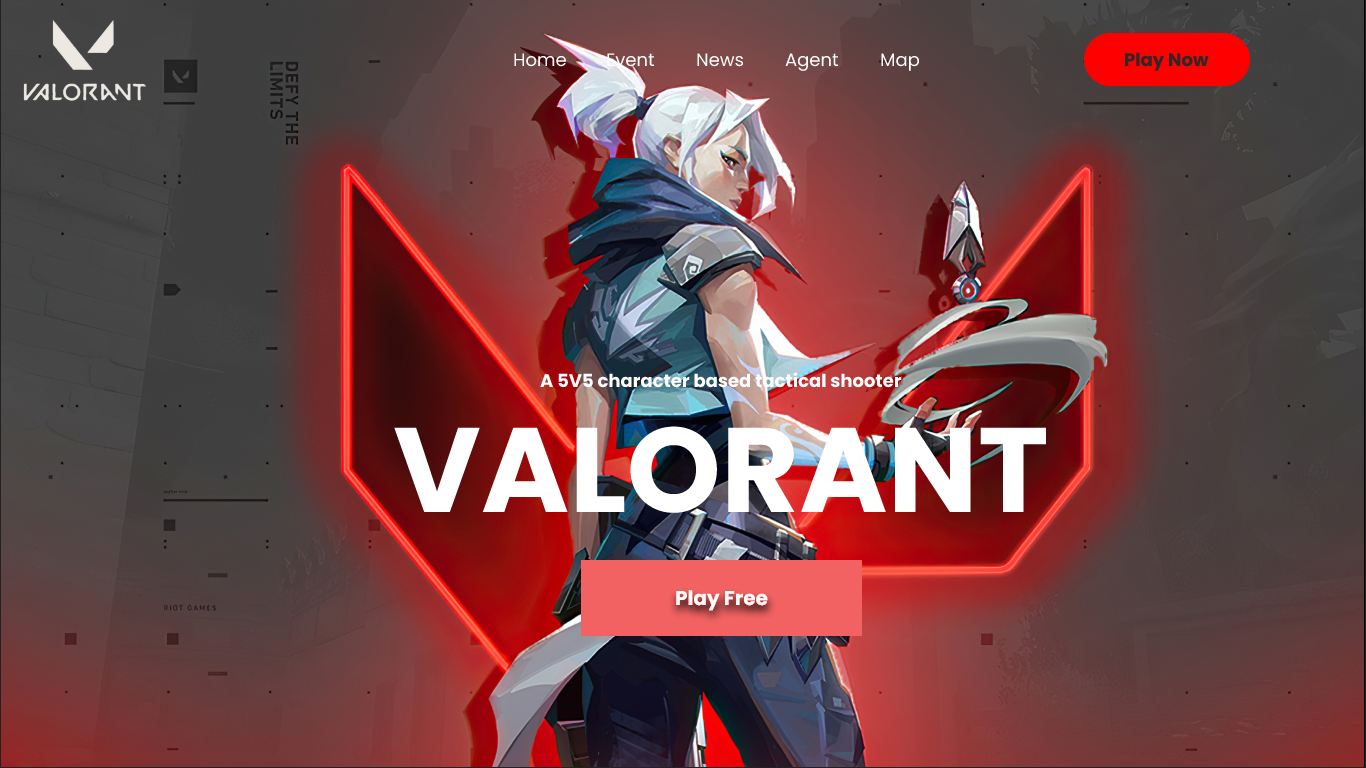 VALORANT
Home Event News Agent Map
Play Now
DEFY THE
LIMITS
A 5V5 character based tactical shooter
VALORANT
Play Free
RIOT GAMES